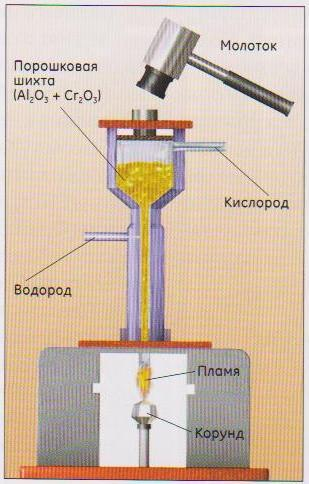 Молоток
Порошковая
шихта
(Al₂O₃ + Cr₂O₃)
Кислород
Водород
Пламя
Корунд